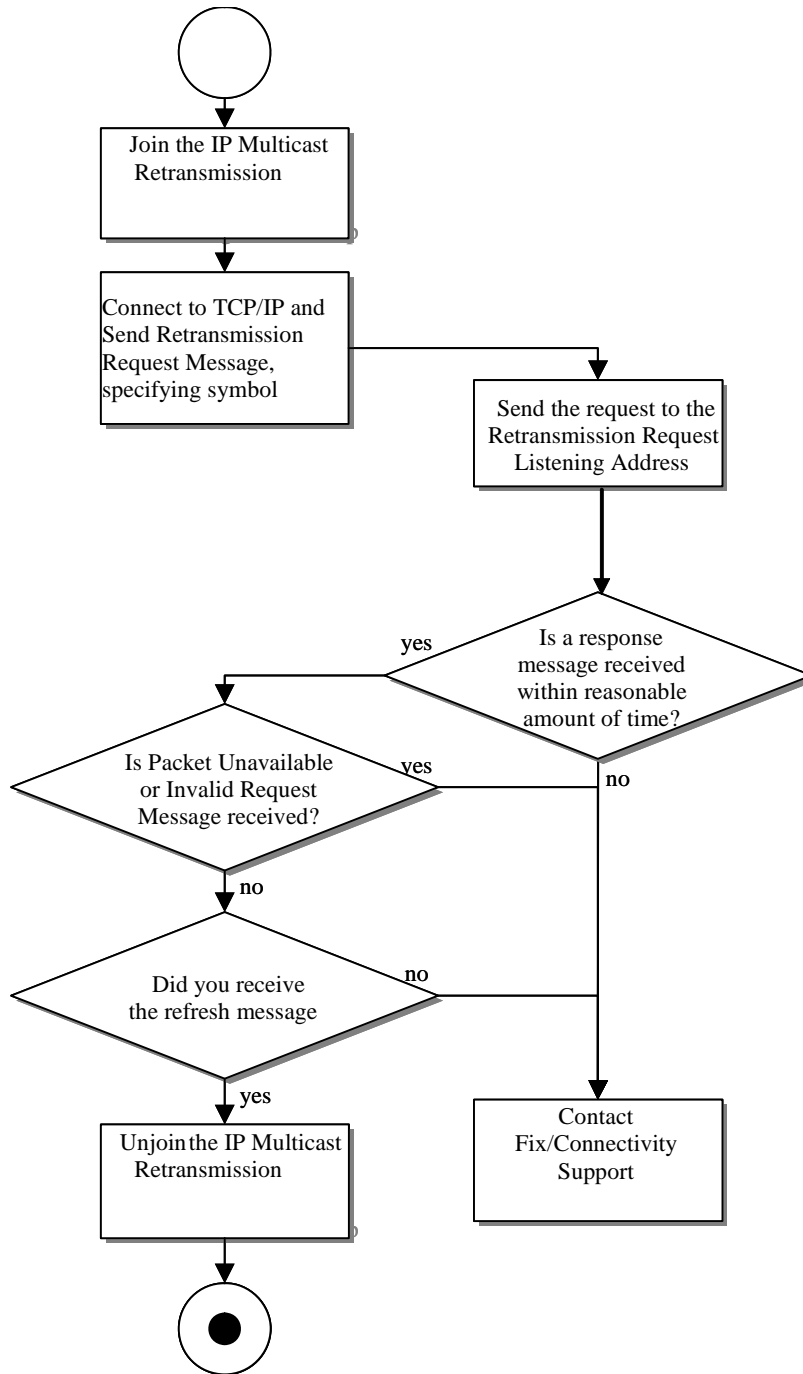 Join the IP Multicast
Retransmission
Connect to TCP/IP and
Send Retransmission
Request Message,
specifying symbol
Send the request to the
Retransmission Request
Listening Address
yes
Is a response
message received
within reasonable
amount of time?
Is Packet Unavailable
or Invalid Request
Message received?
yes
no
no
Did you receive
the refresh message
no
yes
Unjoin the IP Multicast
Retransmission
Contact
Fix/Connectivity
Support